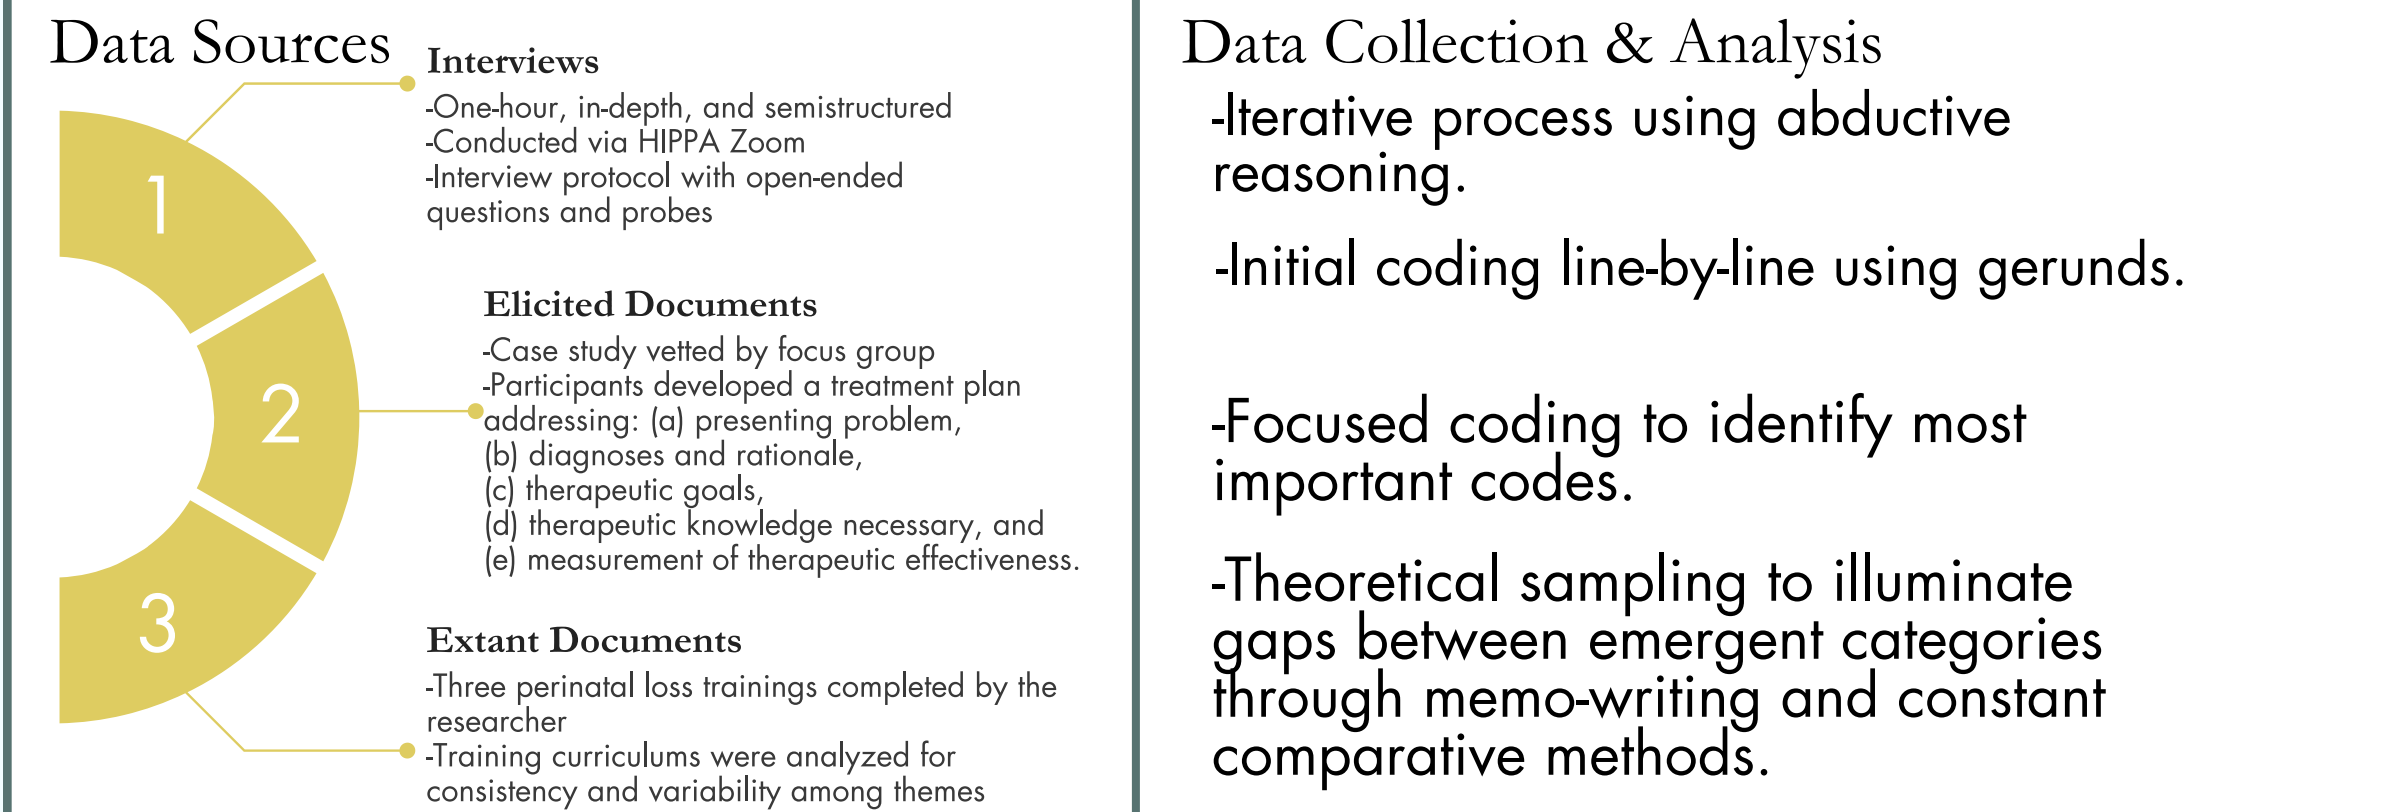 Data Sources
1
Interviews
-One-hour, in-depth, and semistructured
-Conducted via HIPPA Zoom
-Interview protocol with open-ended
questions and probes
2
Elicited Documents
-Case study vetted by focus group
-Participants developed a treatment plan
addressing: (a) presenting problem,
(b) diagnoses and rationale,
(c) therapeutic goals,
(d) therapeutic knowledge necessary, and
(e) measurement of therapeutic effectiveness.
3
Extant Documents
-Three perinatal loss trainings completed by the
researcher
-Training curriculums were analyzed for
consistency and variability among themes
Data Collection & Analysis
-Iterative process using abductive
reasoning.
-Initial coding line-by-line using gerunds.
-Focused coding to identify most
important codes.
-Theoretical sampling to illuminate
gaps between emergent categories
through memo-writing and constant
comparative methods.